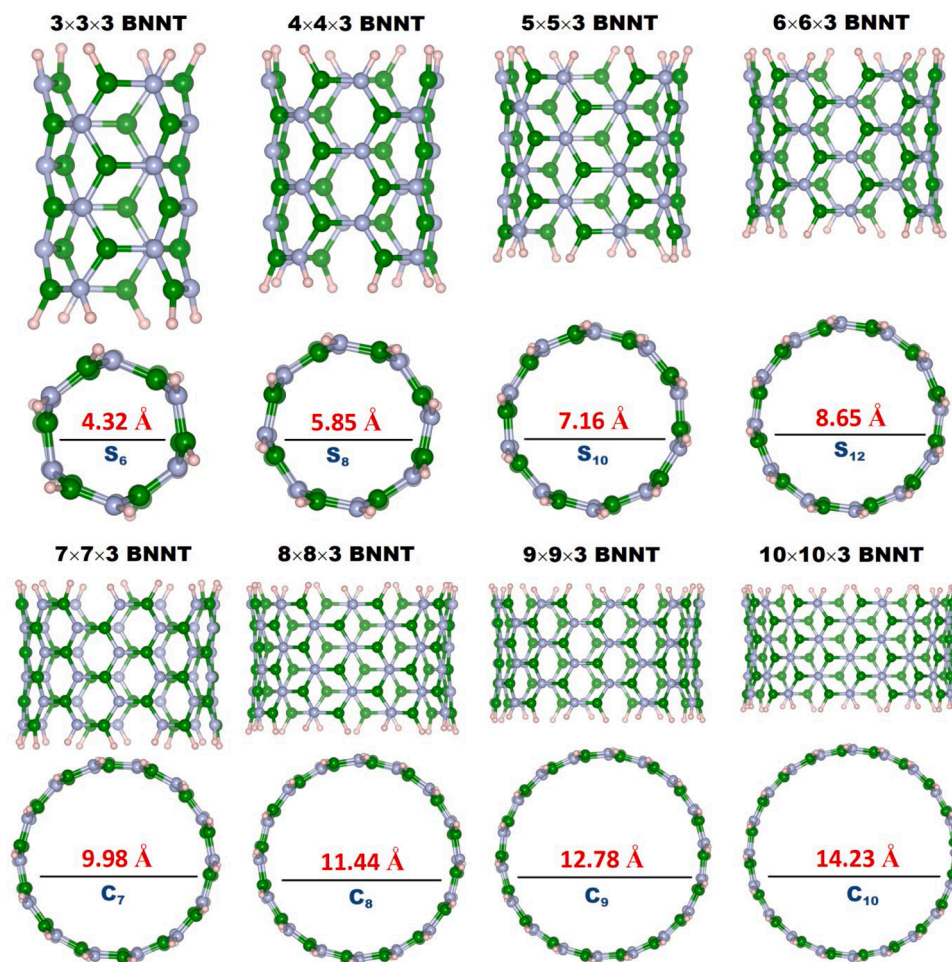 3×3×3 BNNT
4×4×3 BNNT
5×5×3 BNNT
6×6×3 BNNT
4.32 Å
S₆
5.85 Å
S₈
7.16 Å
S₁₀
8.65 Å
S₁₂
7×7×3 BNNT
8×8×3 BNNT
9×9×3 BNNT
10×10×3 BNNT
9.98 Å
C₇
11.44 Å
C₈
12.78 Å
C₉
14.23 Å
C₁₀